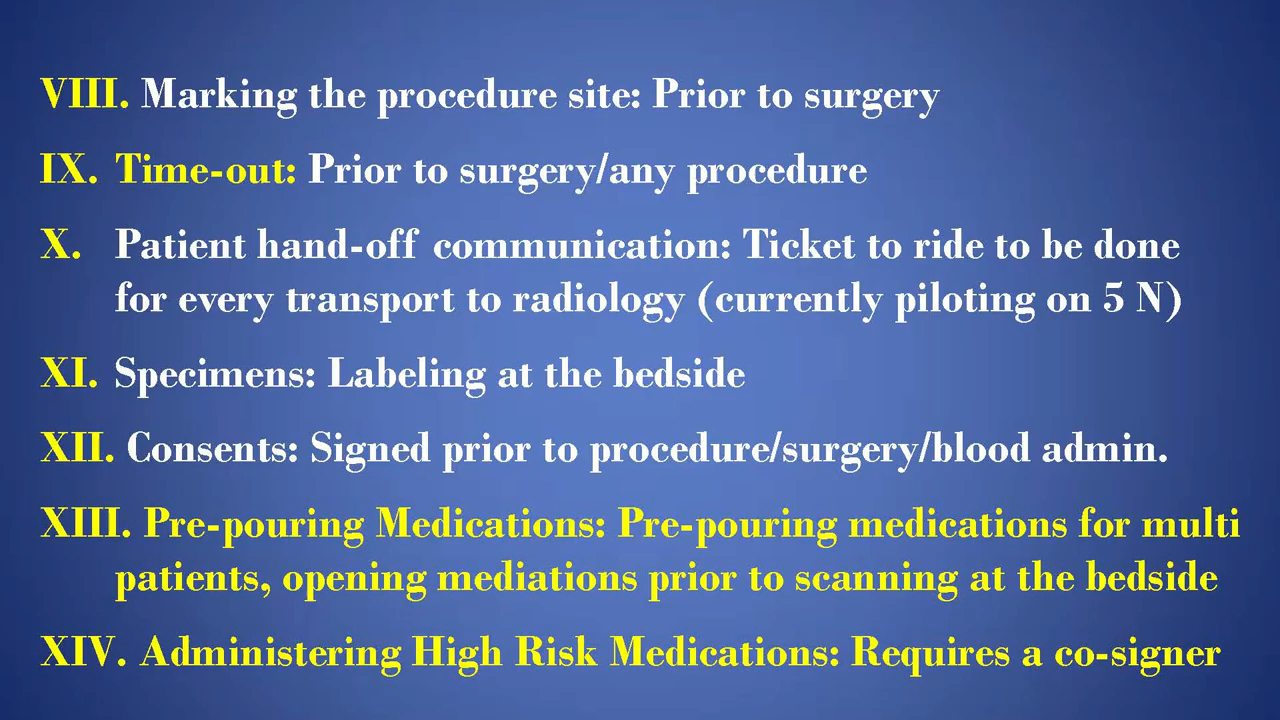 VIII. Marking the procedure site: Prior to surgery
IX. Time-out: Prior to surgery/any procedure
X. Patient hand-off communication: Ticket to ride to be done
for every transport to radiology (currently piloting on 5 N)
XI. Specimens: Labeling at the bedside
XII. Consents: Signed prior to procedure/surgery/blood admin.
XIII. Pre-pouring Medications: Pre-pouring medications for multi
patients, opening mediations prior to scanning at the bedside
XIV. Administering High Risk Medications: Requires a co-signer